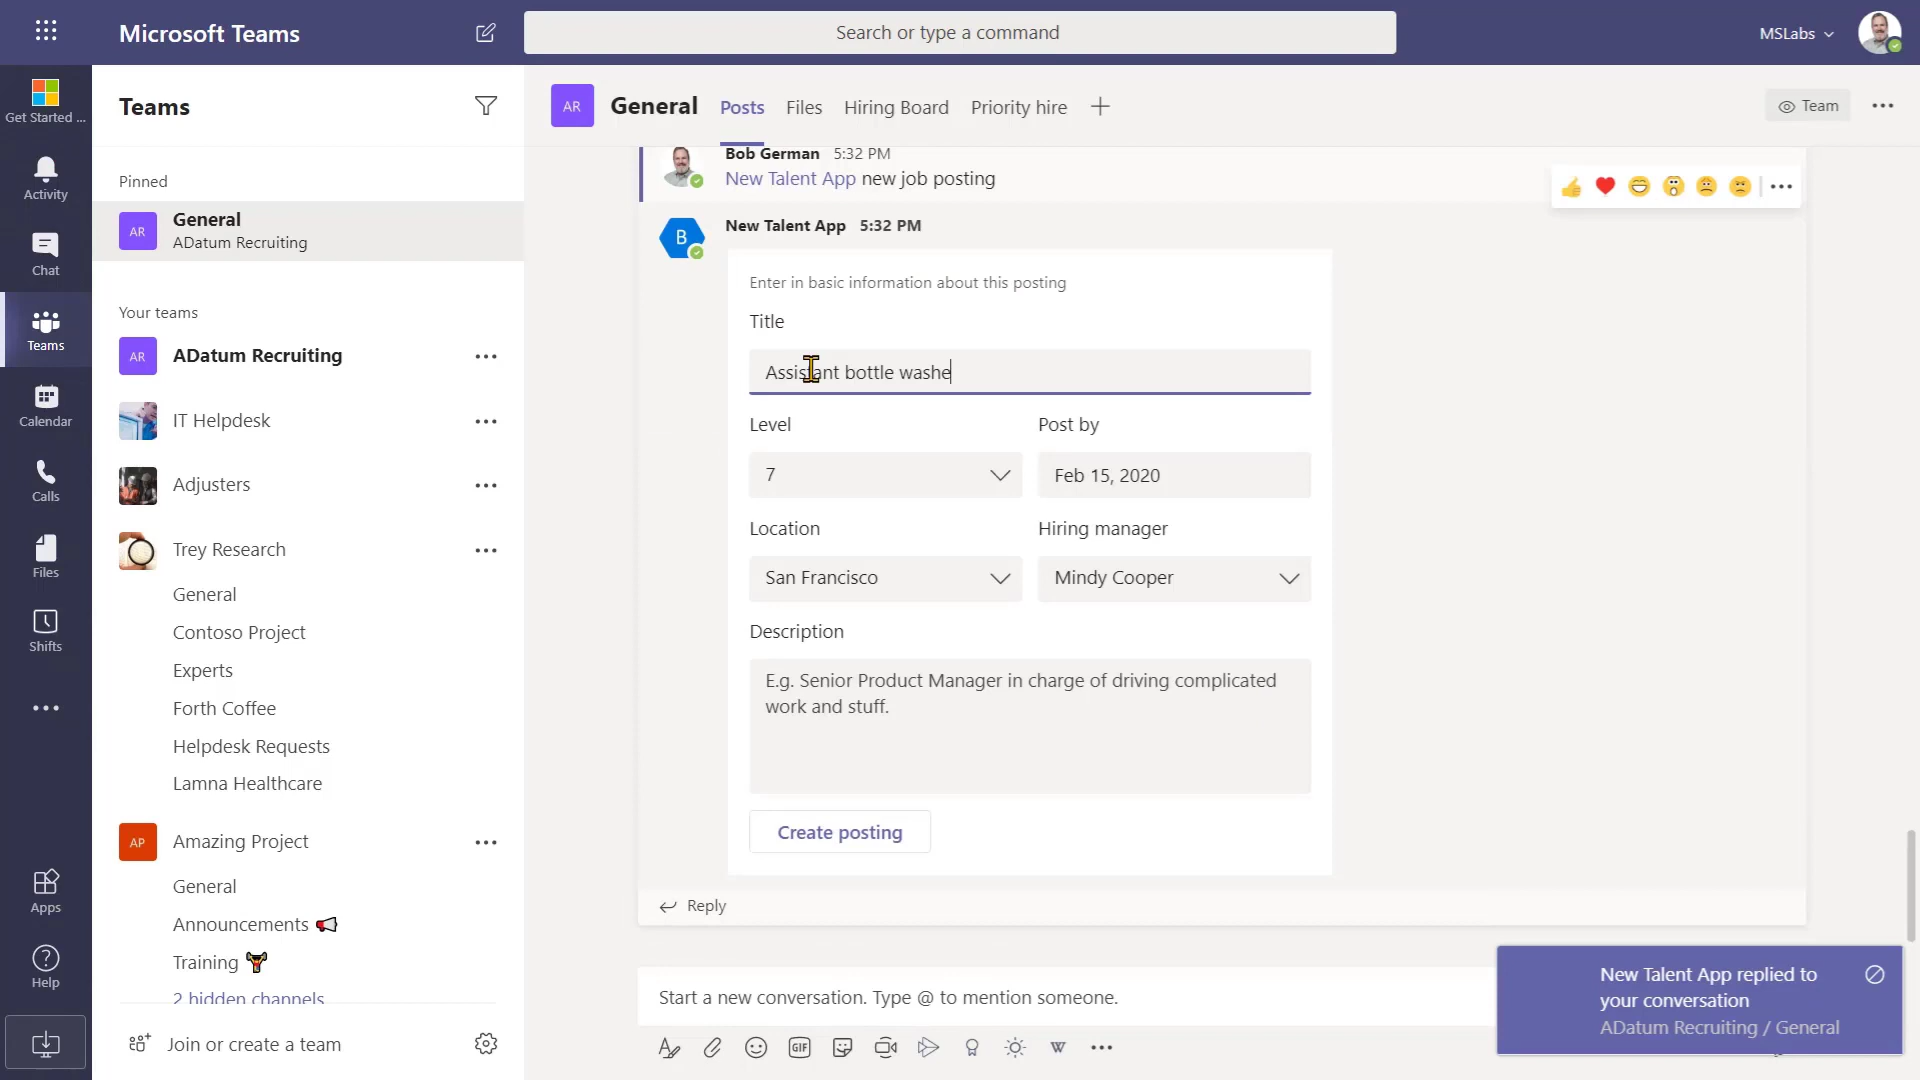 Microsoft Teams
Search or type a command
MSLabs
Get Started ...
Activity
Chat
Teams
Calendar
Calls
Files
Shifts
Apps
Help
Teams
Pinned
AR
General
ADatum Recruiting
Your teams
AR
ADatum Recruiting
IT Helpdesk
Adjusters
Trey Research
General
Contoso Project
Experts
Forth Coffee
Helpdesk Requests
Lamna Healthcare
AP
Amazing Project
General
Announcements
Training
2 hidden channels
Join or create a team
AR
General
Posts
Files
Hiring Board
Priority hire
Team
Bob German 5:32 PM
New Talent App new job posting
B
New Talent App 5:32 PM
Enter in basic information about this posting
Title
Assistant bottle washe
Level
Post by
7
Feb 15, 2020
Location
Hiring manager
San Francisco
Mindy Cooper
Description
E.g. Senior Product Manager in charge of driving complicated
work and stuff.
Create posting
Reply
Start a new conversation. Type @ to mention someone.
GIF
New Talent App replied to
your conversation
ADatum Recruiting / General